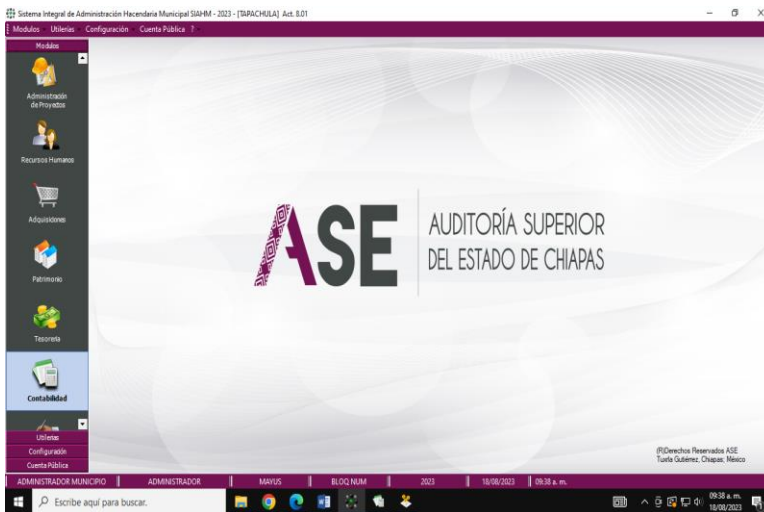 Sistema Integral de Administración Hacendaria Municipal SIAHM - 2023 - [TAPACHULA] Act. 8.01
Modulos Utilerías Configuración Cuenta Pública ?
Modulos
Administración
de Proyectos
Recursos Humanos
Adquisiciones
Patrimonio
Tesorería
Contabilidad
Utilerías
Configuración
Cuenta Pública
ASE
AUDITORÍA SUPERIOR
DEL ESTADO DE CHIAPAS
(R)Derechos Reservados ASE
Tuxtla Gutiérrez, Chiapas; México
ADMINISTRADOR MUNICIPIO ADMINISTRADOR MAYUS BLOQ NUM 2023 18/08/2023 09:38 a. m.
Escribe aquí para buscar.
09:38 a. m.
18/08/2023